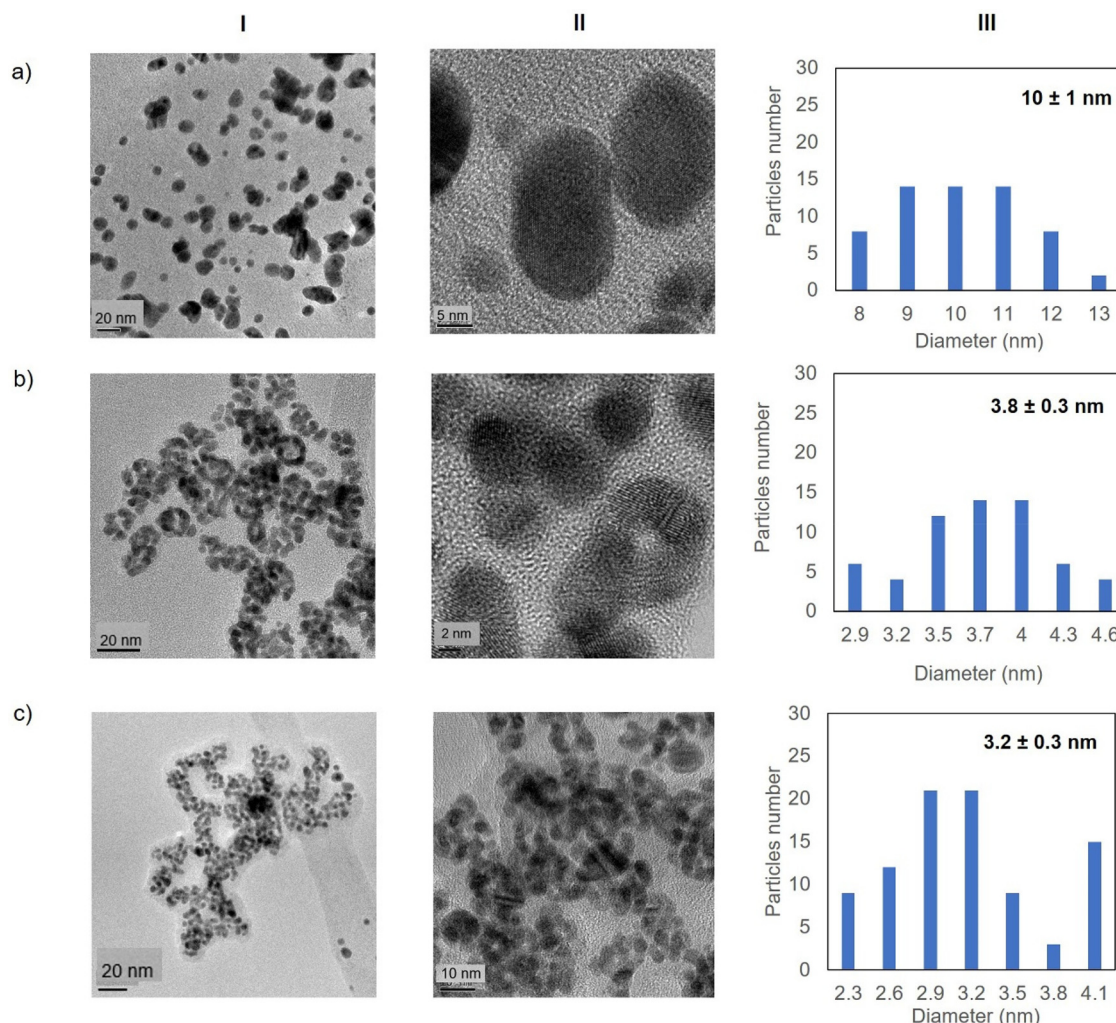 I II III
a)
20 nm
5 nm
Particles number
30
25
20
15
10
5
0
10 ± 1 nm
8 9 10 11 12 13
Diameter (nm)
b)
20 nm
2 nm
Particles number
30
25
20
15
10
5
0
3.8 ± 0.3 nm
2.9 3.2 3.5 3.7 4 4.3 4.6
Diameter (nm)
c)
20 nm
10 nm
Particles number
30
25
20
15
10
5
0
3.2 ± 0.3 nm
2.3 2.6 2.9 3.2 3.5 3.8 4.1
Diameter (nm)